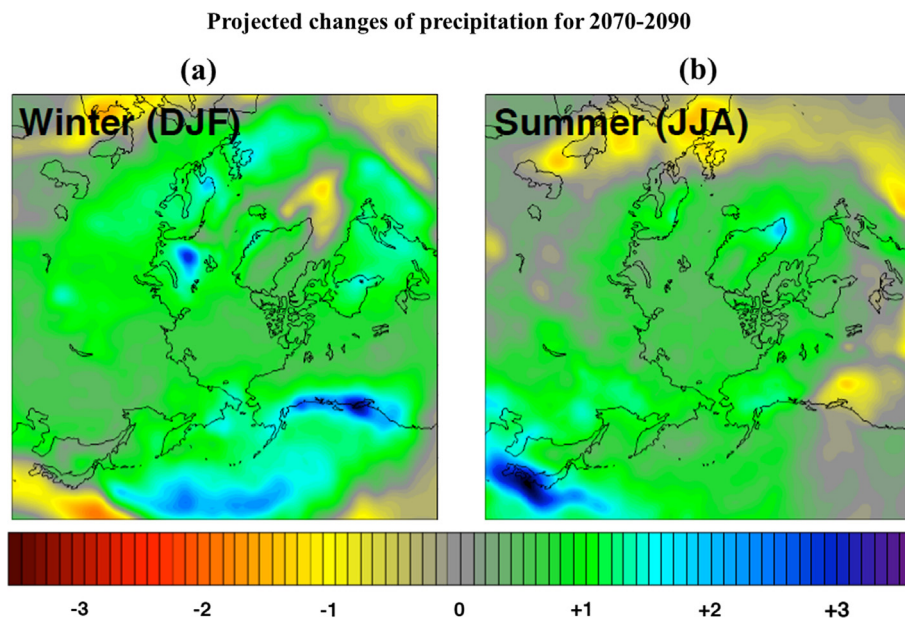 Projected changes of precipitation for 2070-2090
(a) (b)
Winter (DJF) Summer (JJA)
-3 -2 -1 0 +1 +2 +3